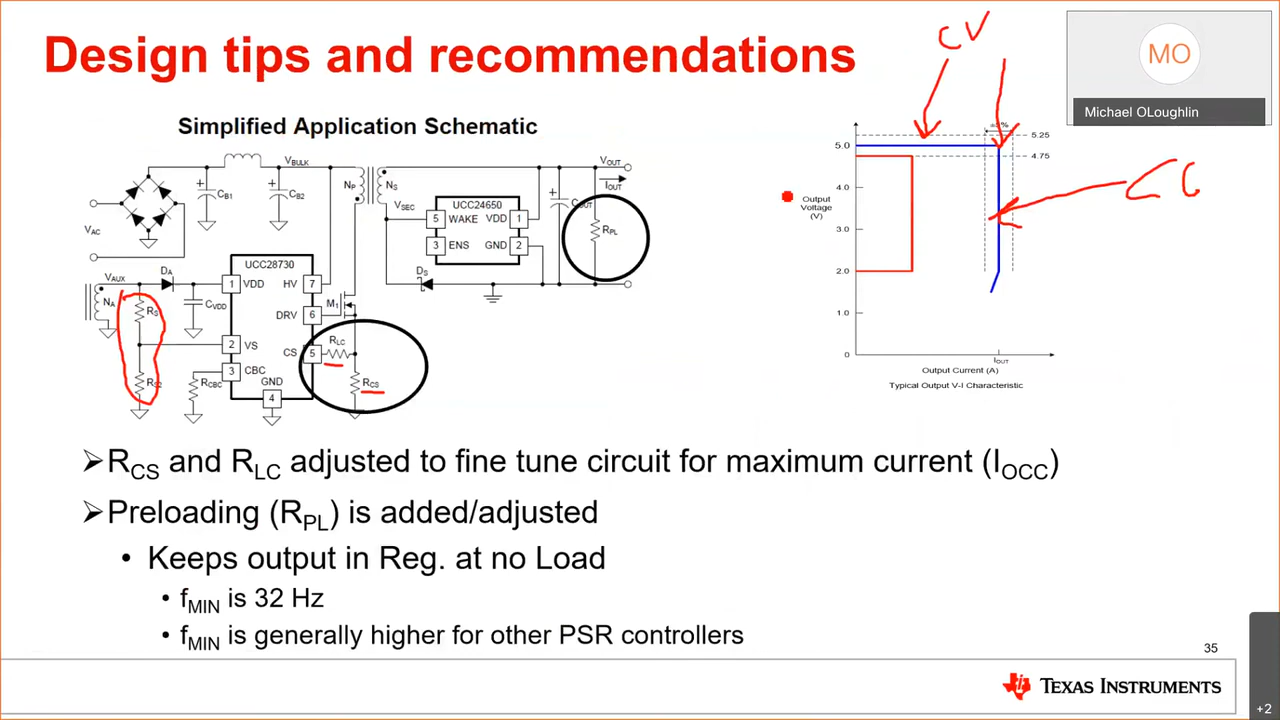 Design tips and recommendations
CV
MO
Michael OLoughlin
Simplified Application Schematic
VBULK
NP
NS
VOUT
IOUT
CB1
CB2
VSEC
UCC24650
5 WAKE VDD 1
3 ENS GND 2
COUT
RPL
VAC
UCC28730
VAUX
DA
NA
CVDD
1 VDD HV 7
M1
DRV 6
RS1
2 VS
CS 5
RLC
RS2
3 CBC
RCBC
GND
4
RCS
DS
±5%
5.25
5.0
4.75
CC
4.0
Output
Voltage
(V)
3.0
2.0
1.0
0
IOUT
Output Current (A)
Typical Output V-I Characteristic
➢RCS and RLC adjusted to fine tune circuit for maximum current (IOCC)
➢Preloading (RPL) is added/adjusted
• Keeps output in Reg. at no Load
• fMIN is 32 Hz
• fMIN is generally higher for other PSR controllers
35
TEXAS INSTRUMENTS
+2